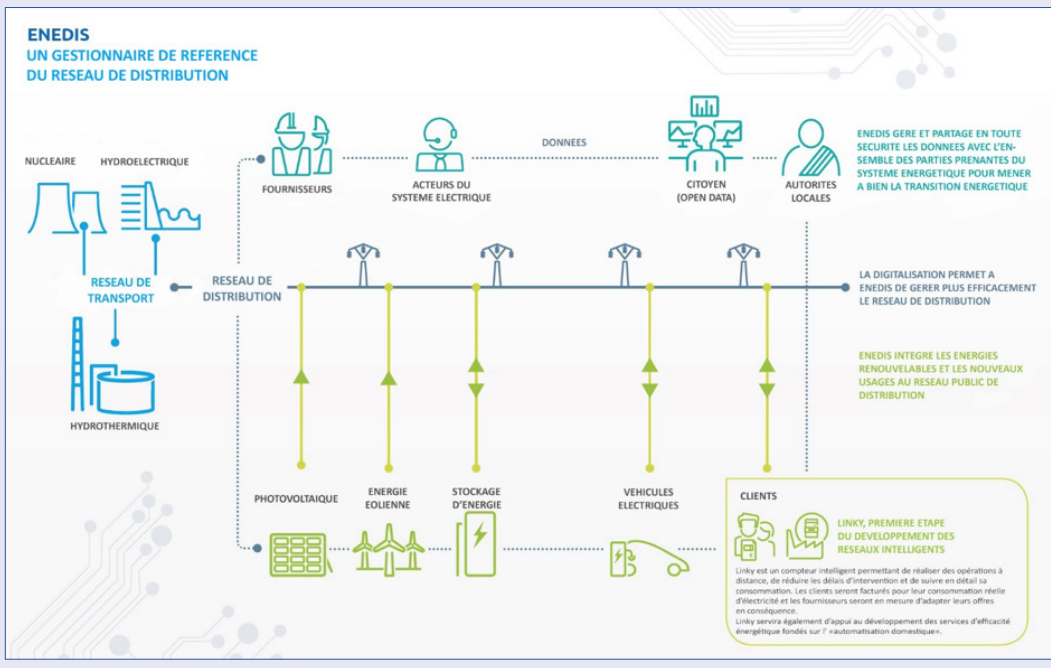 ENEDIS
UN GESTIONNAIRE DE REFERENCE
DU RESEAU DE DISTRIBUTION
NUCLEAIRE
HYDROELECTRIQUE
RESEAU DE
TRANSPORT
HYDROTHERMIQUE
RESEAU DE
DISTRIBUTION
FOURNISSEURS
ACTEURS DU
SYSTEME ELECTRIQUE
DONNEES
CITOYEN
(OPEN DATA)
AUTORITES
LOCALES
ENEDIS GERE ET PARTAGE EN TOUTE
SECURITE LES DONNEES AVEC L'EN-
SEMBLE DES PARTIES PRENANTES DU
SYSTEME ENERGETIQUE POUR MENER
A BIEN LA TRANSITION ENERGETIQUE
LA DIGITALISATION PERMET A
ENEDIS DE GERER PLUS EFFICACEMENT
LE RESEAU DE DISTRIBUTION
ENEDIS INTEGRE LES ENERGIES
RENOUVELABLES ET LES NOUVEAUX
USAGES AU RESEAU PUBLIC DE
DISTRIBUTION
PHOTOVOLTAIQUE
ENERGIE
EOLIENNE
STOCKAGE
D'ENERGIE
VEHICULES
ELECTRIQUES
CLIENTS
LINKY, PREMIERE ETAPE
DU DEVELOPPEMENT DES
RESEAUX INTELLIGENTS
Linky est un compteur intelligent permettant de réaliser des opérations à
distance, de réduire les délais d'intervention et de suivre en détail sa
consommation. Les clients seront facturés pour leur consommation réelle
d'électricité et les fournisseurs seront en mesure d'adapter leurs offres
en conséquence.
Linky servira également d'appui au développement des services d'efficacité
énergétique fondés sur l' «automatisation domestique».